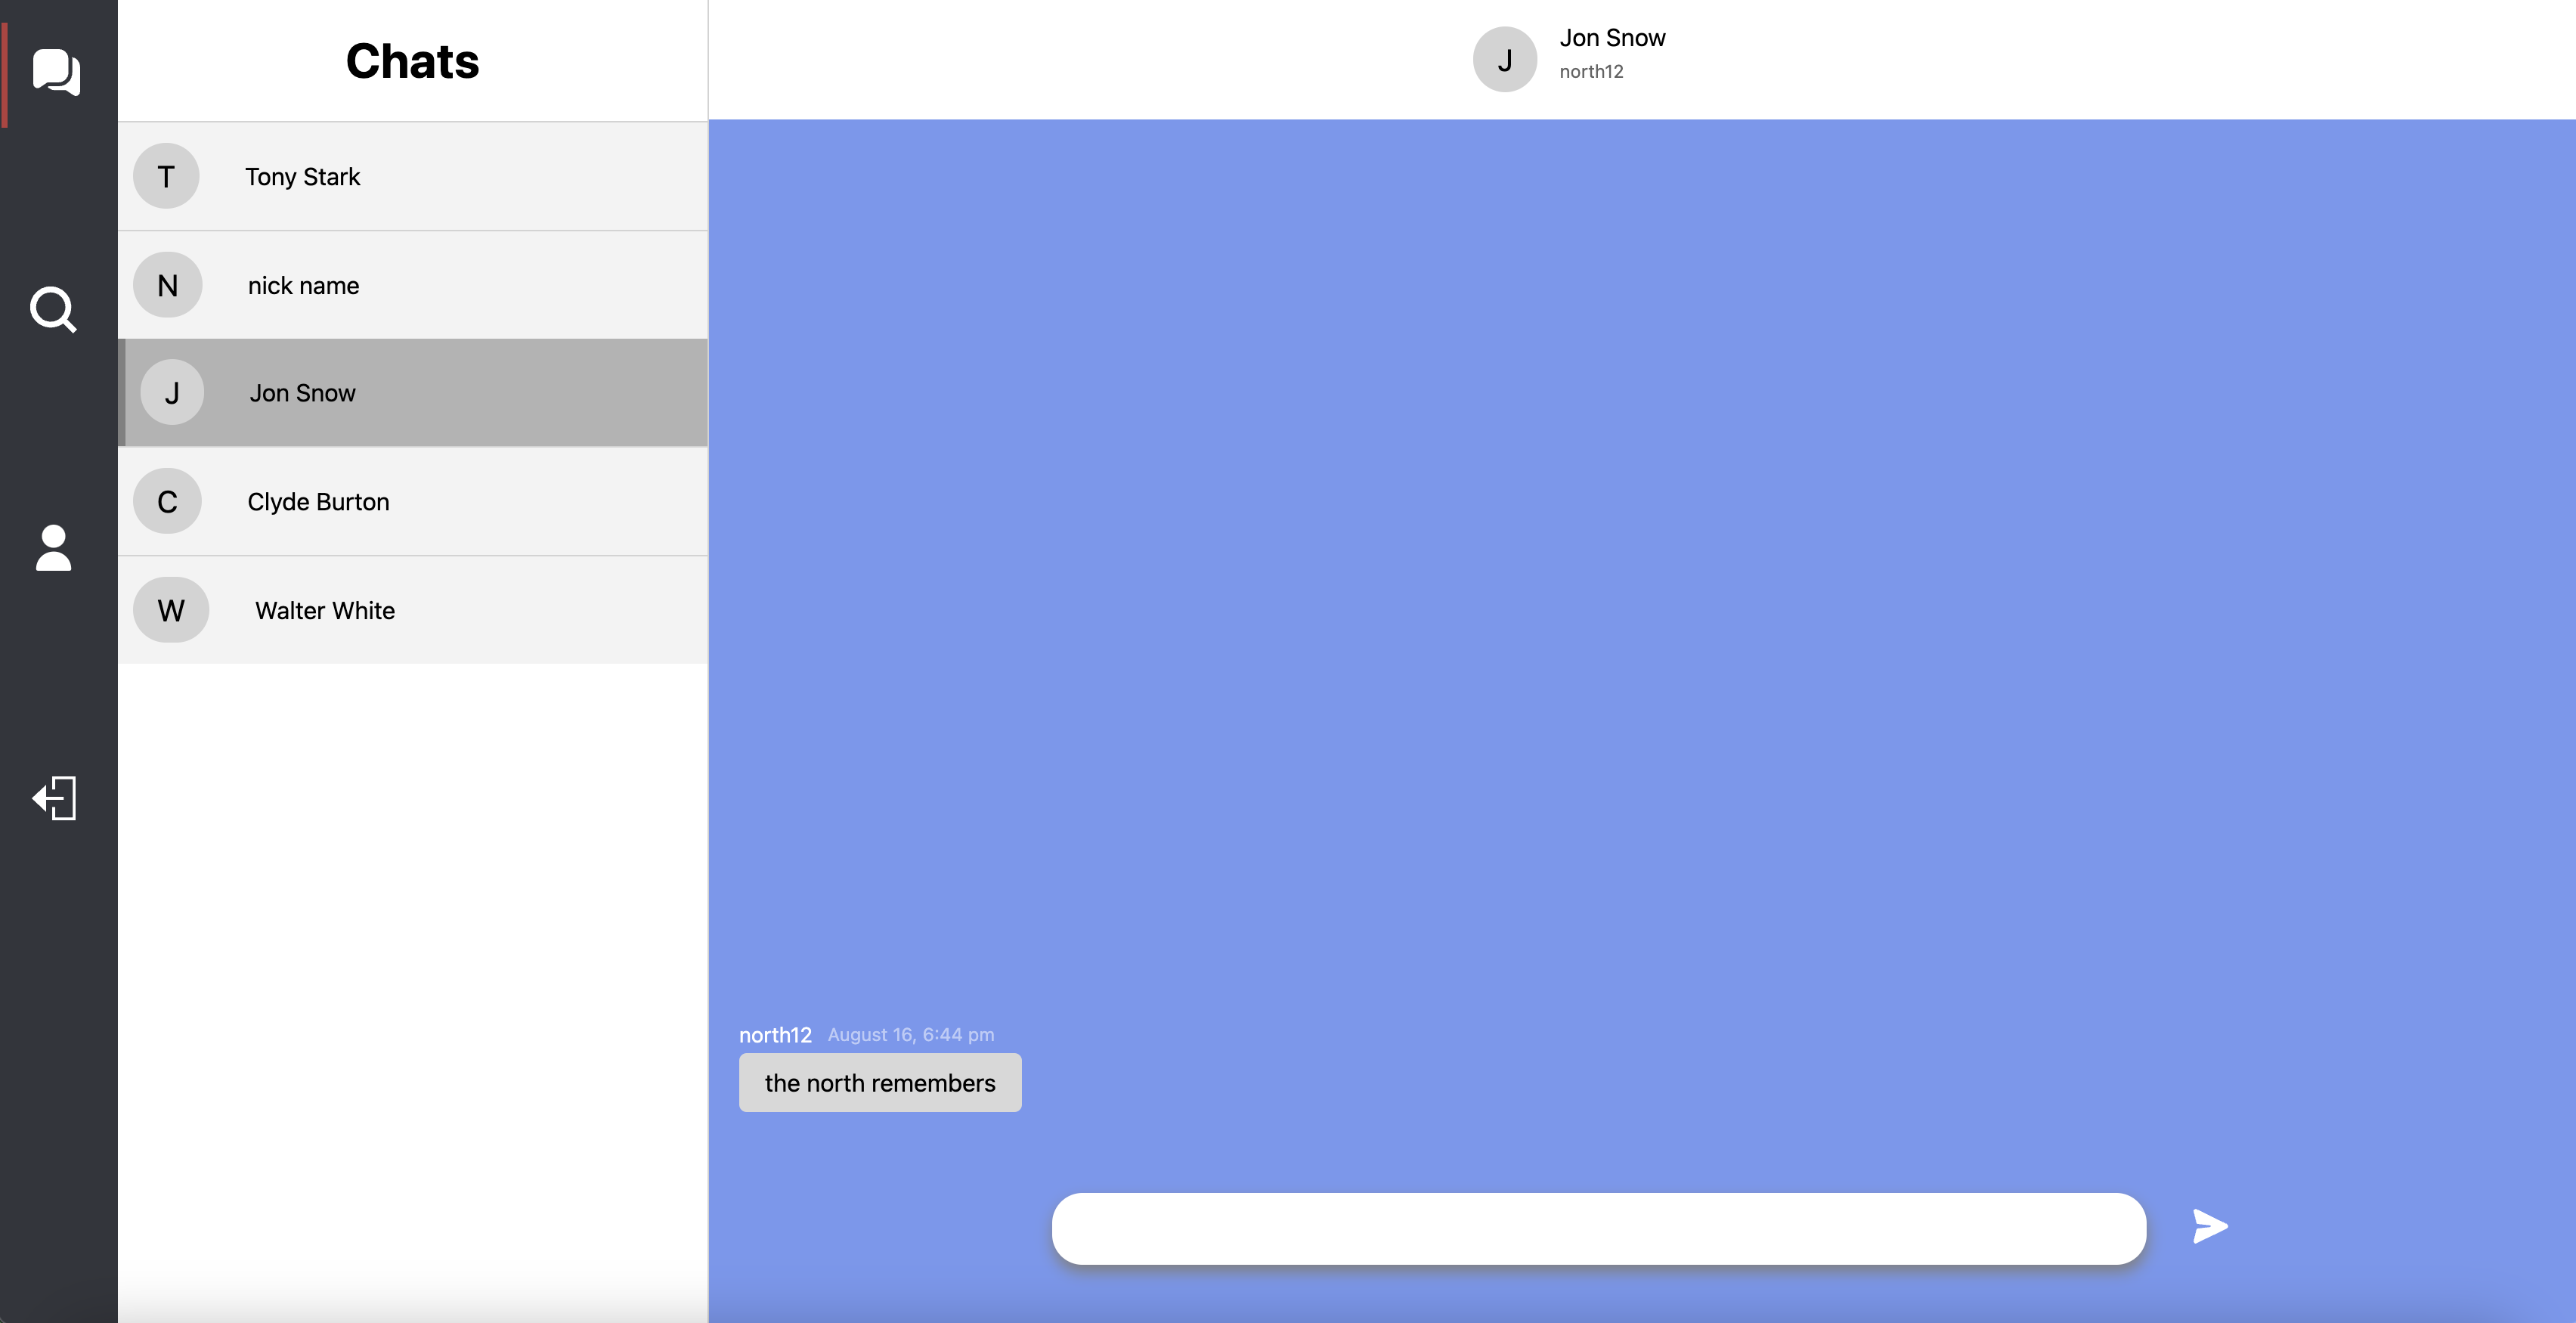 Chats
T
Tony Stark
N
nick name
J
Jon Snow
C
Clyde Burton
W
Walter White
J
Jon Snow
north12
north12 August 16, 6:44 pm
the north remembers